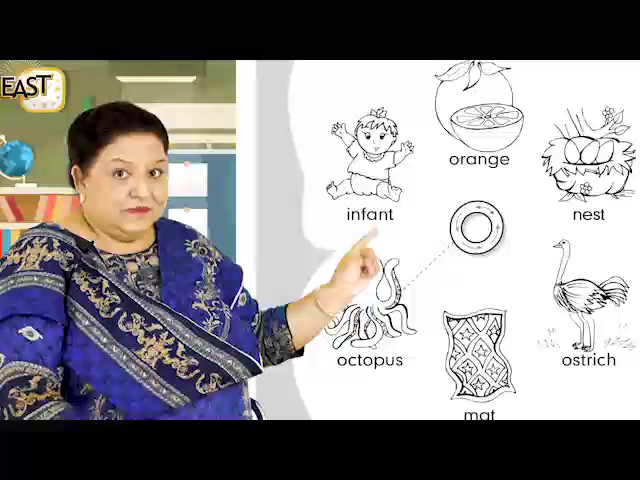 EAST
orange
infant
nest
octopus
ostrich
mat